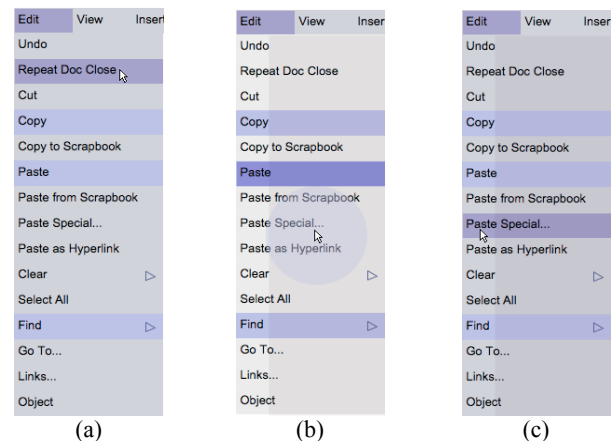 Edit View Insert
Undo
Repeat Doc Close
Cut
Copy
Copy to Scrapbook
Paste
Paste from Scrapbook
Paste Special...
Paste as Hyperlink
Clear
Select All
Find
Go To...
Links...
Object
(a)
Edit View Inser
Undo
Repeat Doc Close
Cut
Copy
Copy to Scrapbook
Paste
Paste from Scrapbook
Paste Special...
Paste as Hyperlink
Clear
Select All
Find
Go To...
Links...
Object
(b)
Edit View Inser
Undo
Repeat Doc Close
Cut
Copy
Copy to Scrapbook
Paste
Paste from Scrapbook
Paste Special...
Paste as Hyperlink
Clear
Select All
Find
Go To...
Links...
Object
(c)